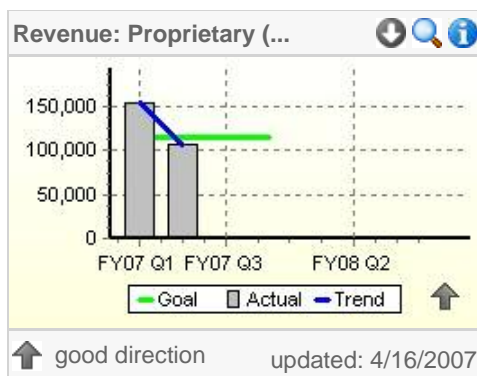 Revenue: Proprietary (...
150,000
100,000
50,000
0
FY07 Q1 FY07 Q3 FY08 Q2
Goal Actual Trend
good direction updated: 4/16/2007